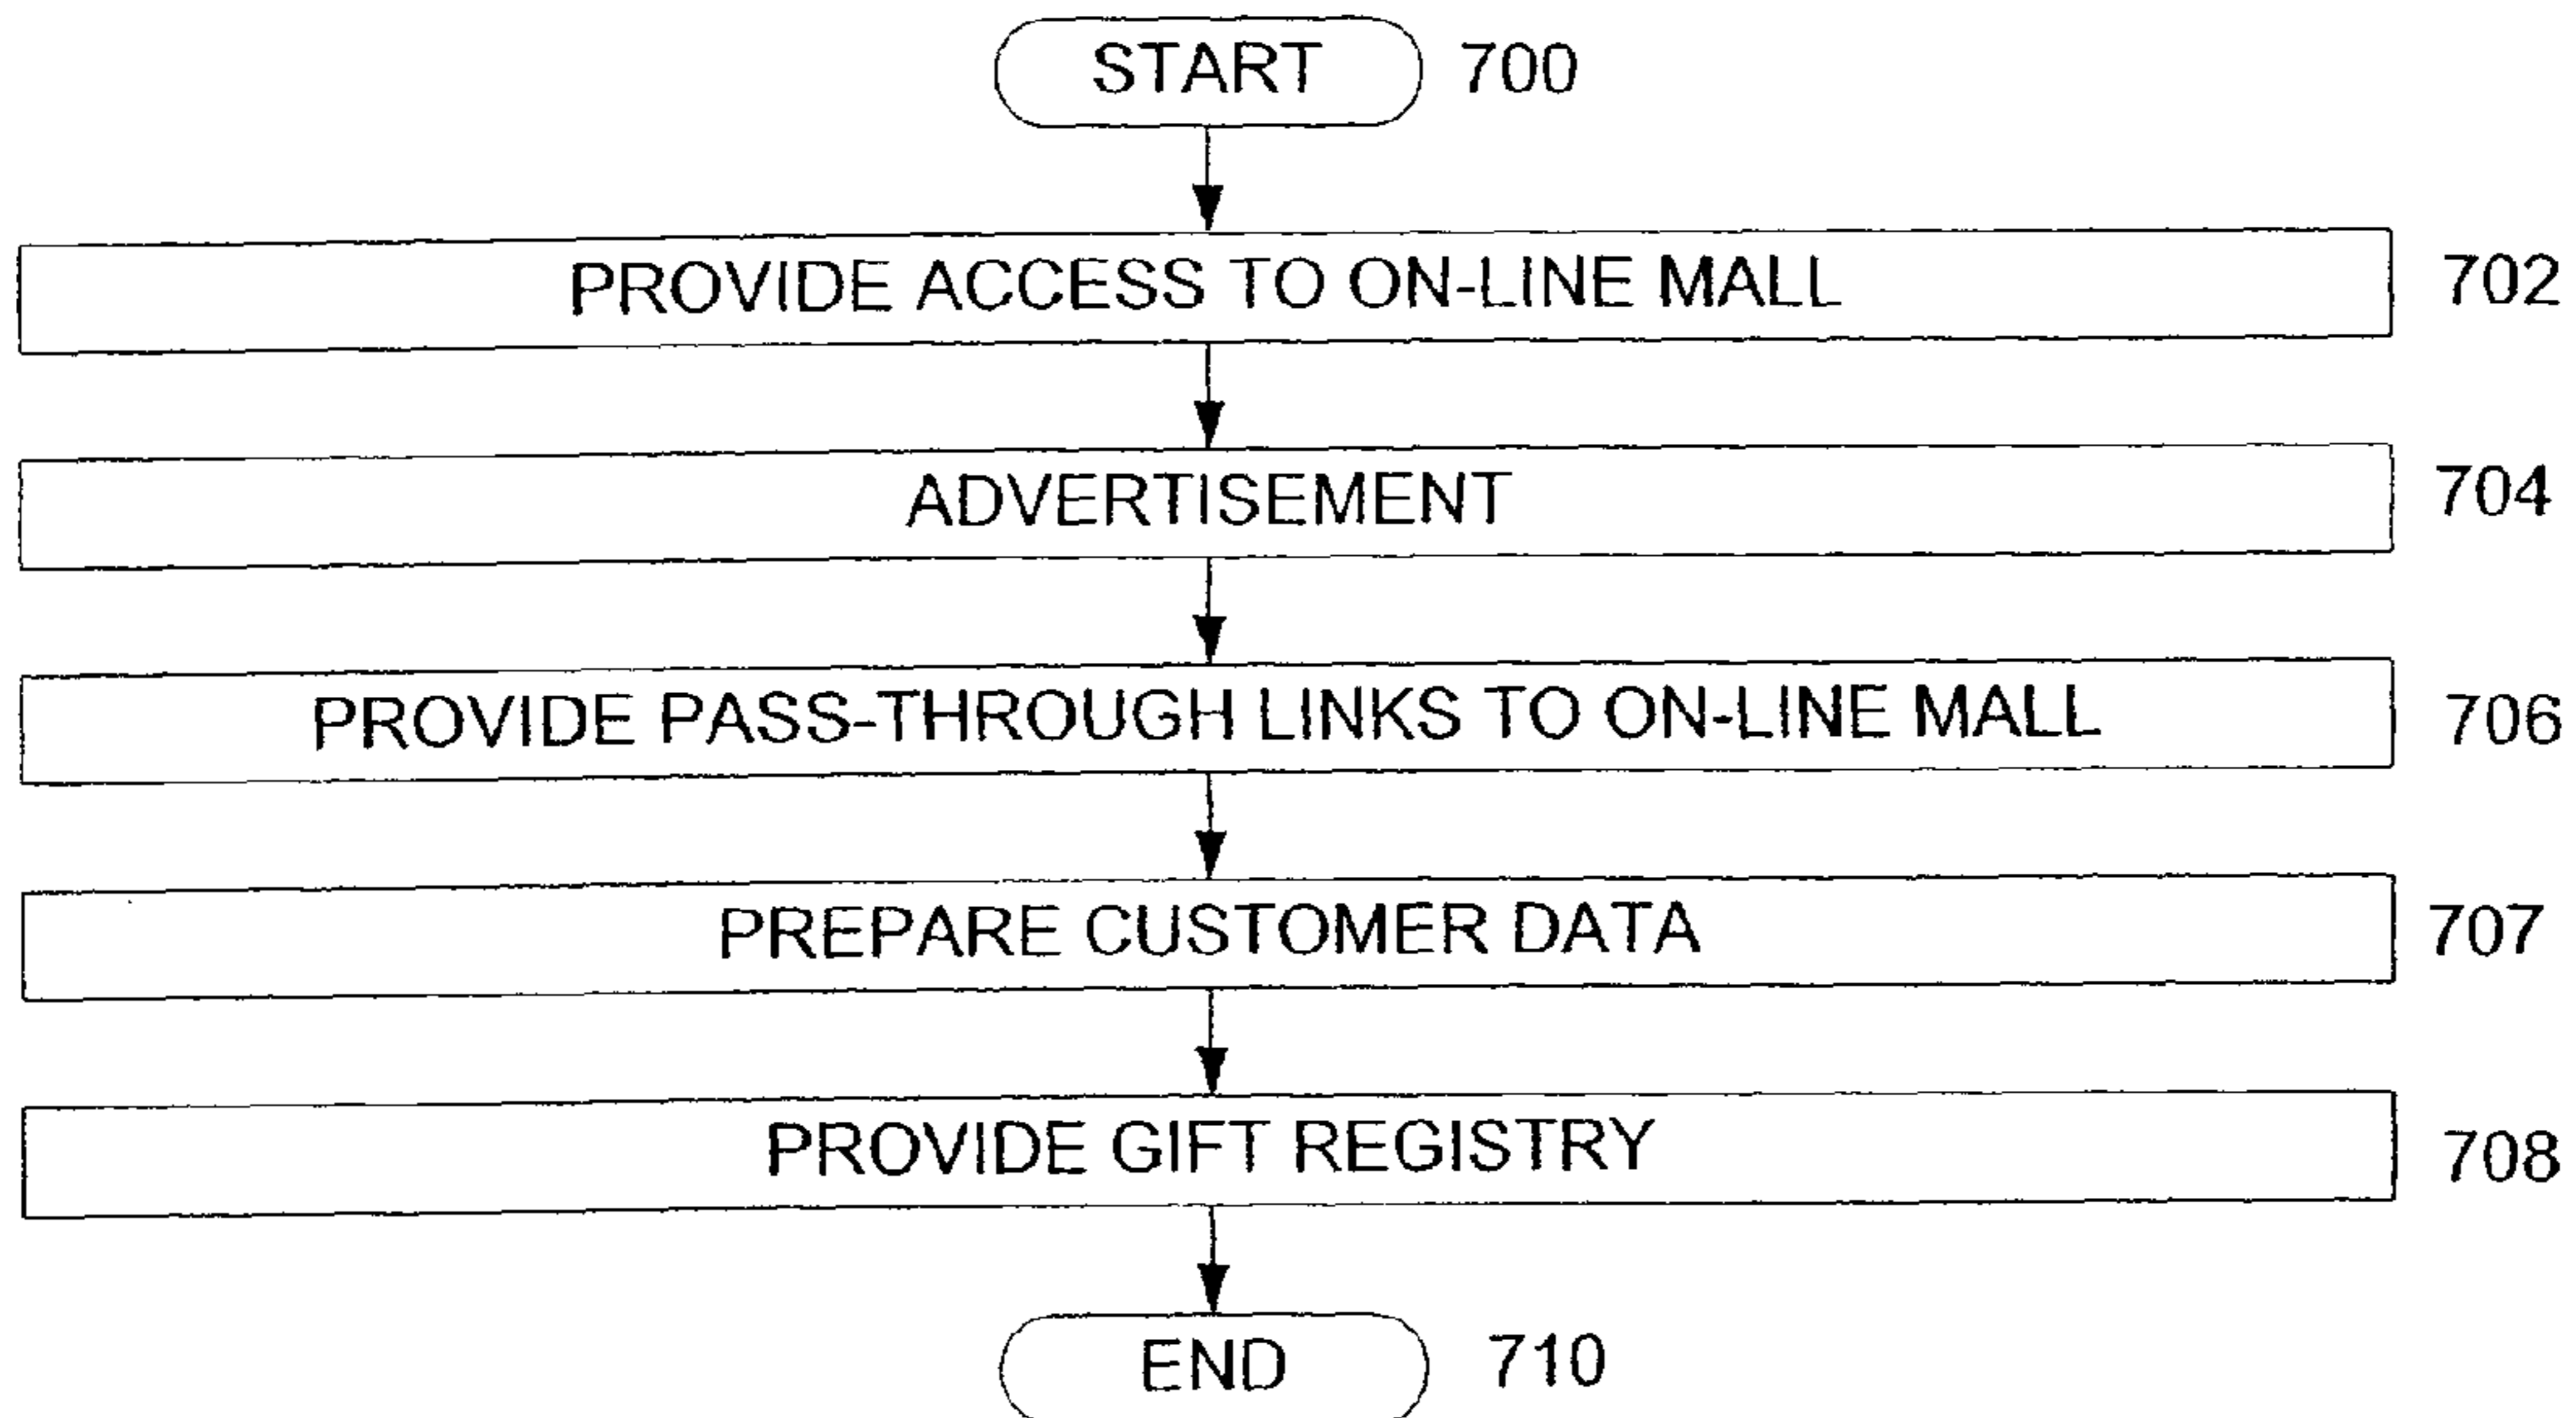 START 700
PROVIDE ACCESS TO ON-LINE MALL 702
ADVERTISEMENT 704
PROVIDE PASS-THROUGH LINKS TO ON-LINE MALL 706
PREPARE CUSTOMER DATA 707
PROVIDE GIFT REGISTRY 708
END 710